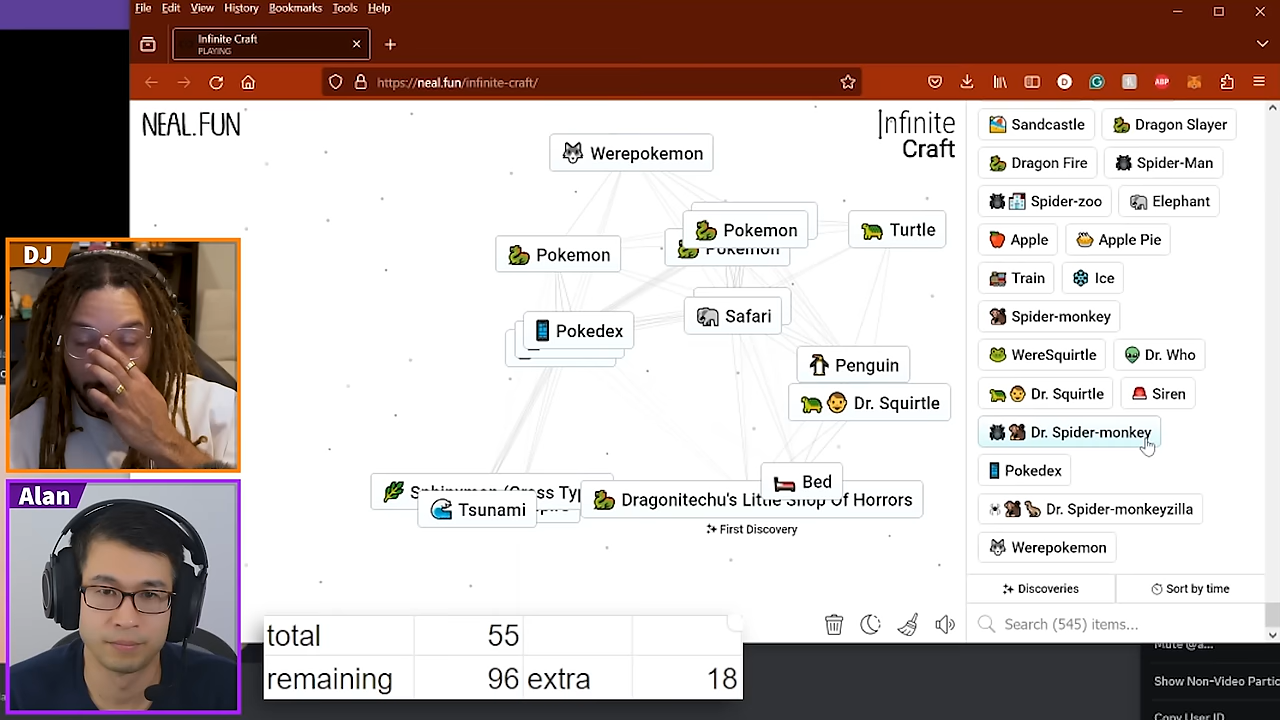 File Edit View History Bookmarks Tools Help
Infinite Craft
PLAYING
https://neal.fun/infinite-craft/
NEAL.FUN
Infinite
Craft
Werepokemon
Pokemon
Pokemon
Pokemon
Turtle
Safari
Pokedex
Penguin
Dr. Squirtle
Bed
Tsunami
Dragonitechu's Little Shop Of Horrors
First Discovery
Sandcastle Dragon Slayer
Dragon Fire Spider-Man
Spider-zoo Elephant
Apple Apple Pie
Train Ice
Spider-monkey
WereSquirtle Dr. Who
Dr. Squirtle Siren
Dr. Spider-monkey
Pokedex
Dr. Spider-monkeyzilla
Werepokemon
Discoveries Sort by time
Search (545) items...
DJ
Alan
total 55
remaining 96 extra 18
Show Non-Video Partic
Copy User ID